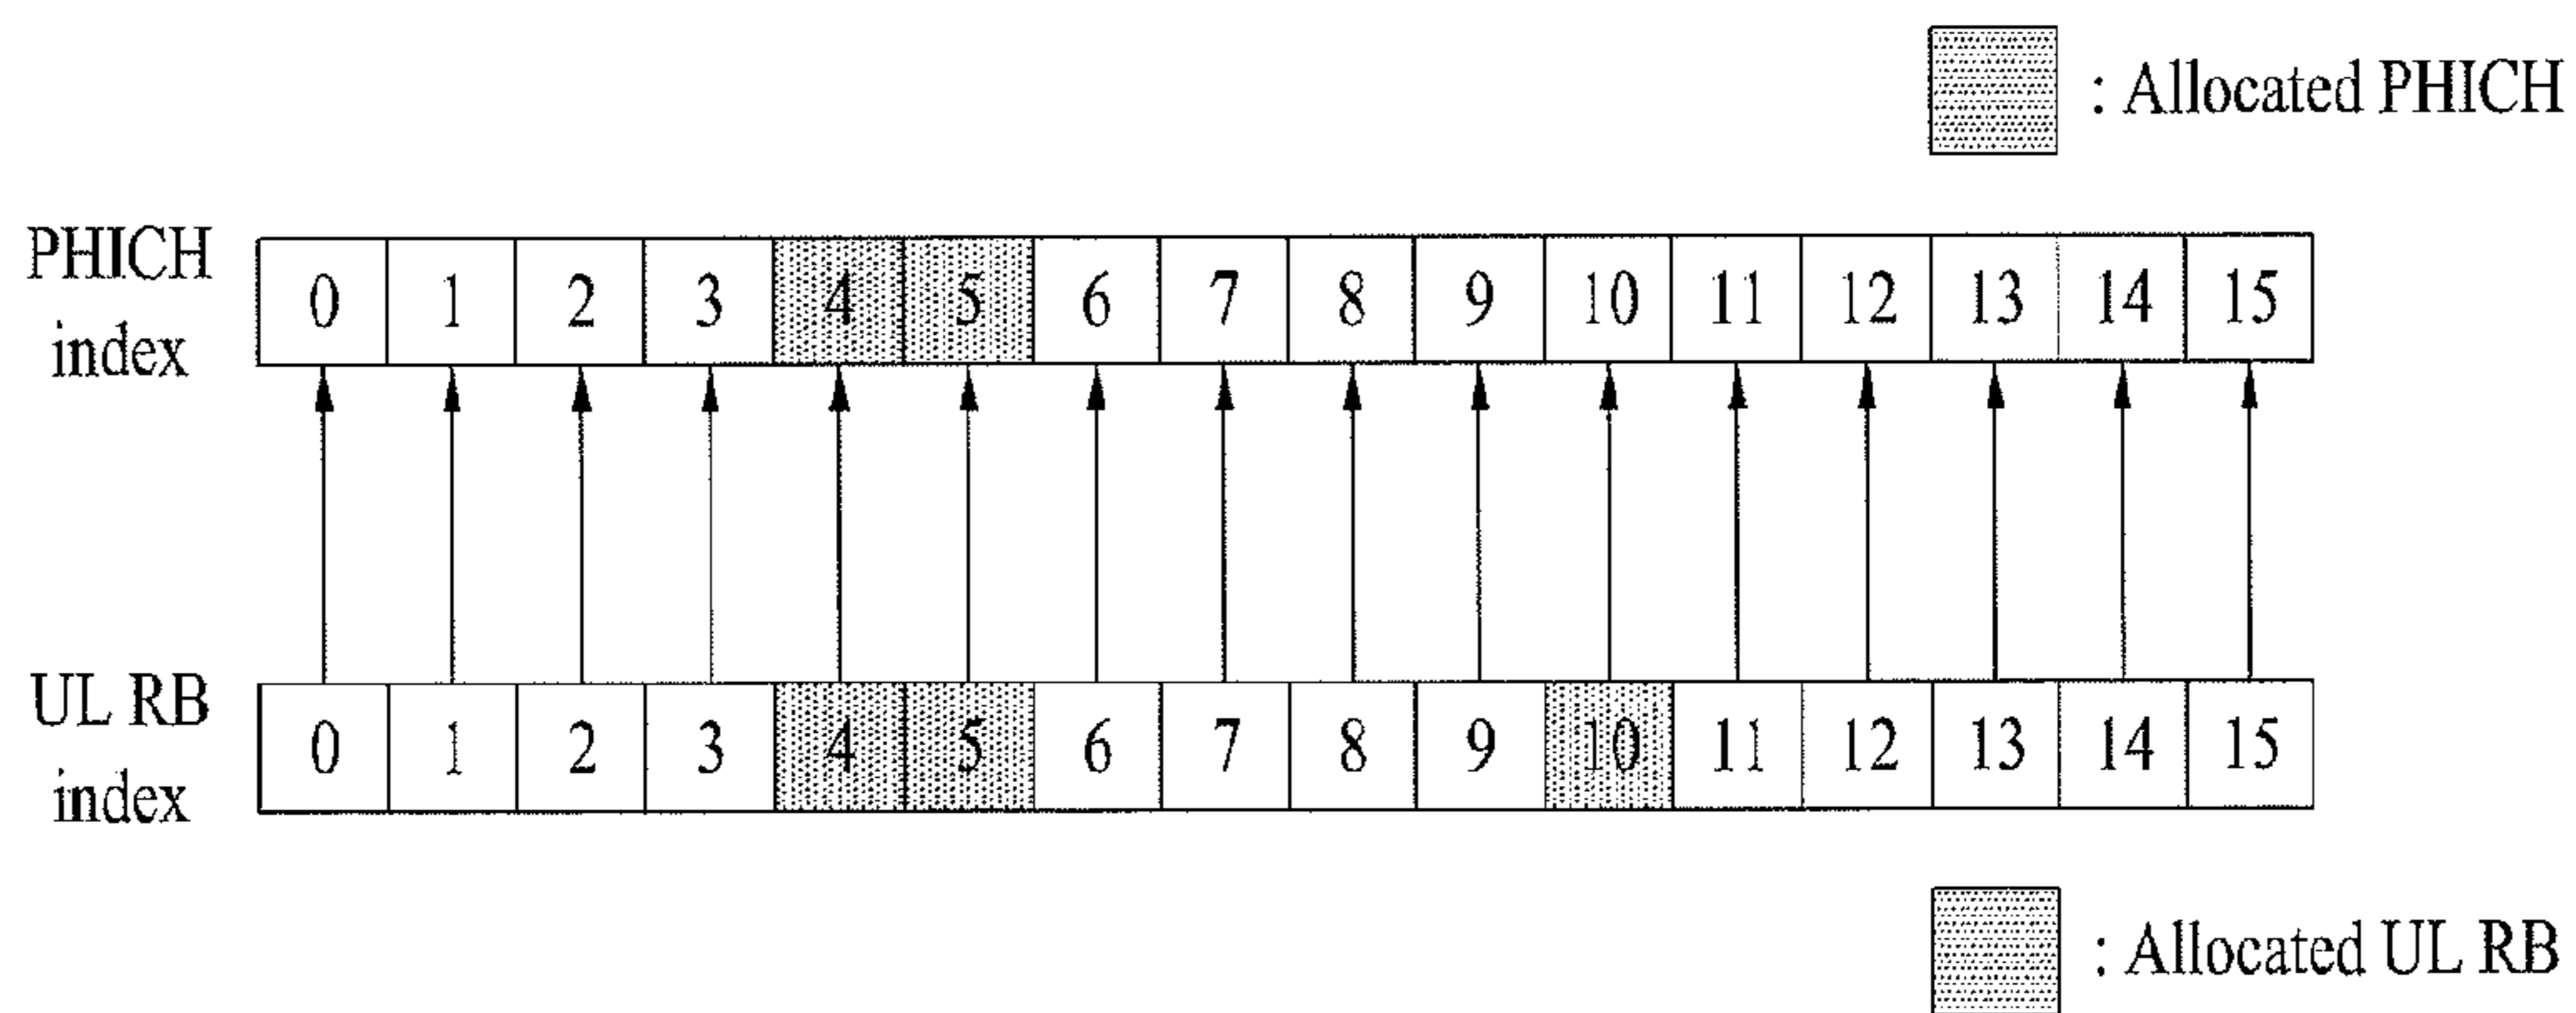 : Allocated PHICH
PHICH index
0 1 2 3 4 5 6 7 8 9 10 11 12 13 14 15
UL RB index
0 1 2 3 4 5 6 7 8 9 10 11 12 13 14 15
: Allocated UL RB